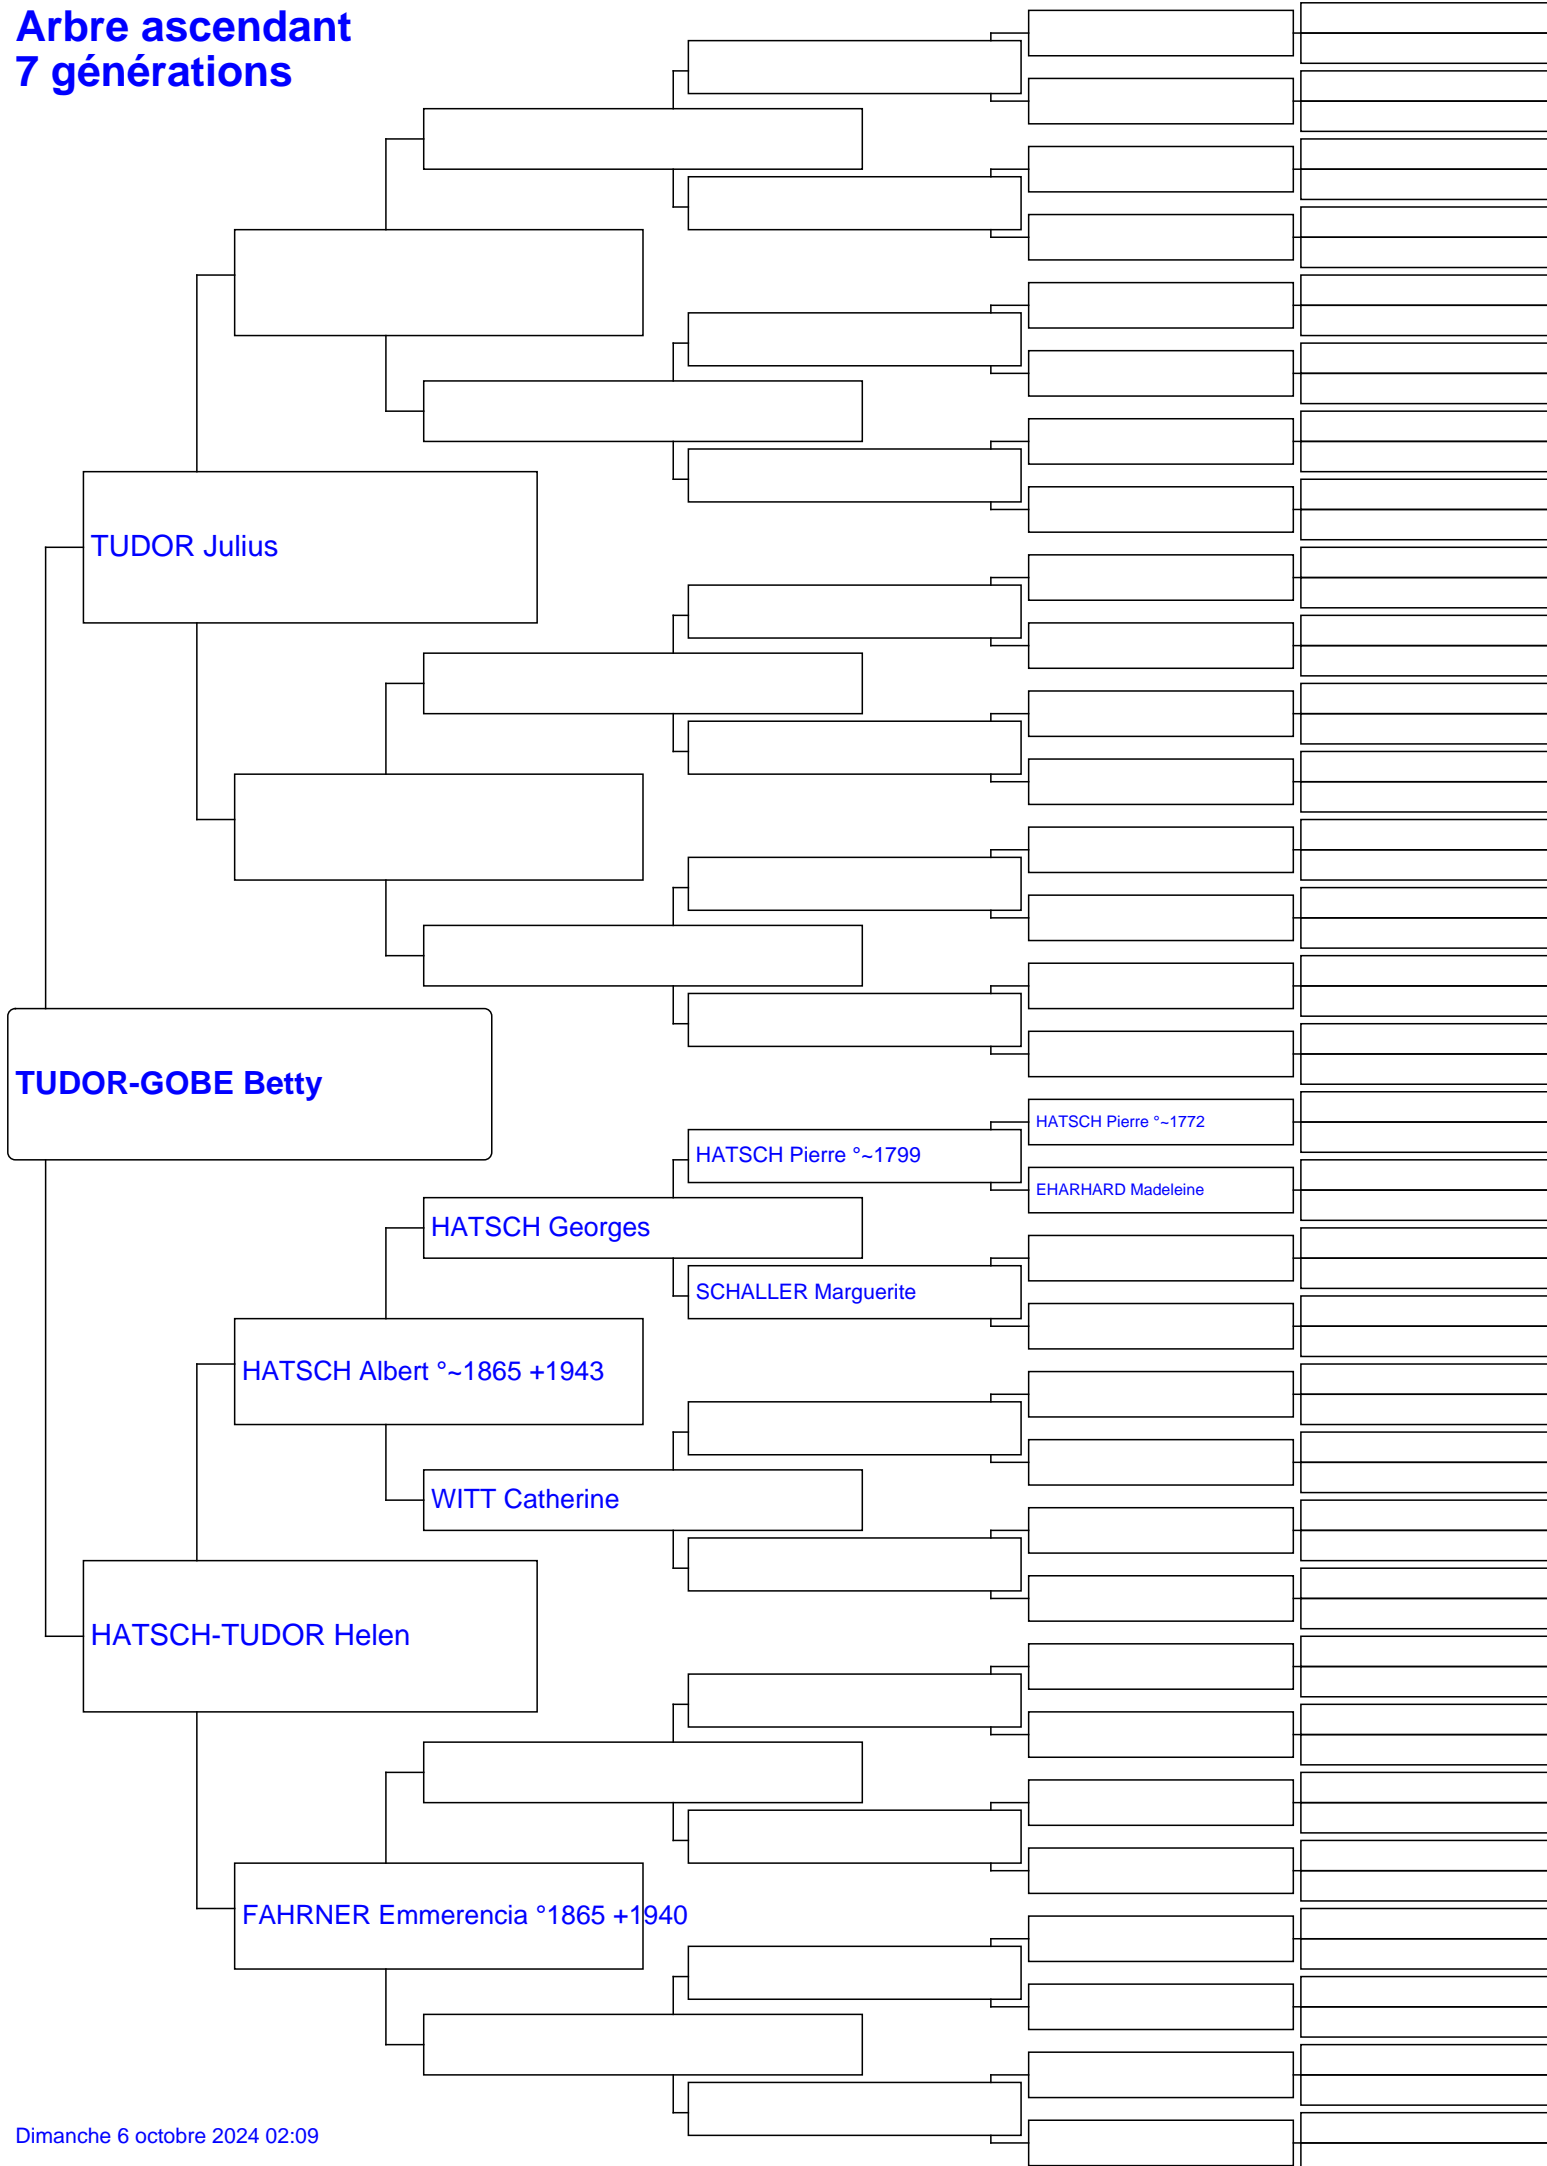 Arbre ascendant
7 générations
TUDOR Julius
TUDOR-GOBE Betty
HATSCH Pierre °~1772
HATSCH Pierre °~1799
EHARHARD Madeleine
HATSCH Georges
SCHALLER Marguerite
HATSCH Albert °~1865 +1943
WITT Catherine
HATSCH-TUDOR Helen
FAHRNER Emmerencia °1865 +1940
Dimanche 6 octobre 2024 02:09